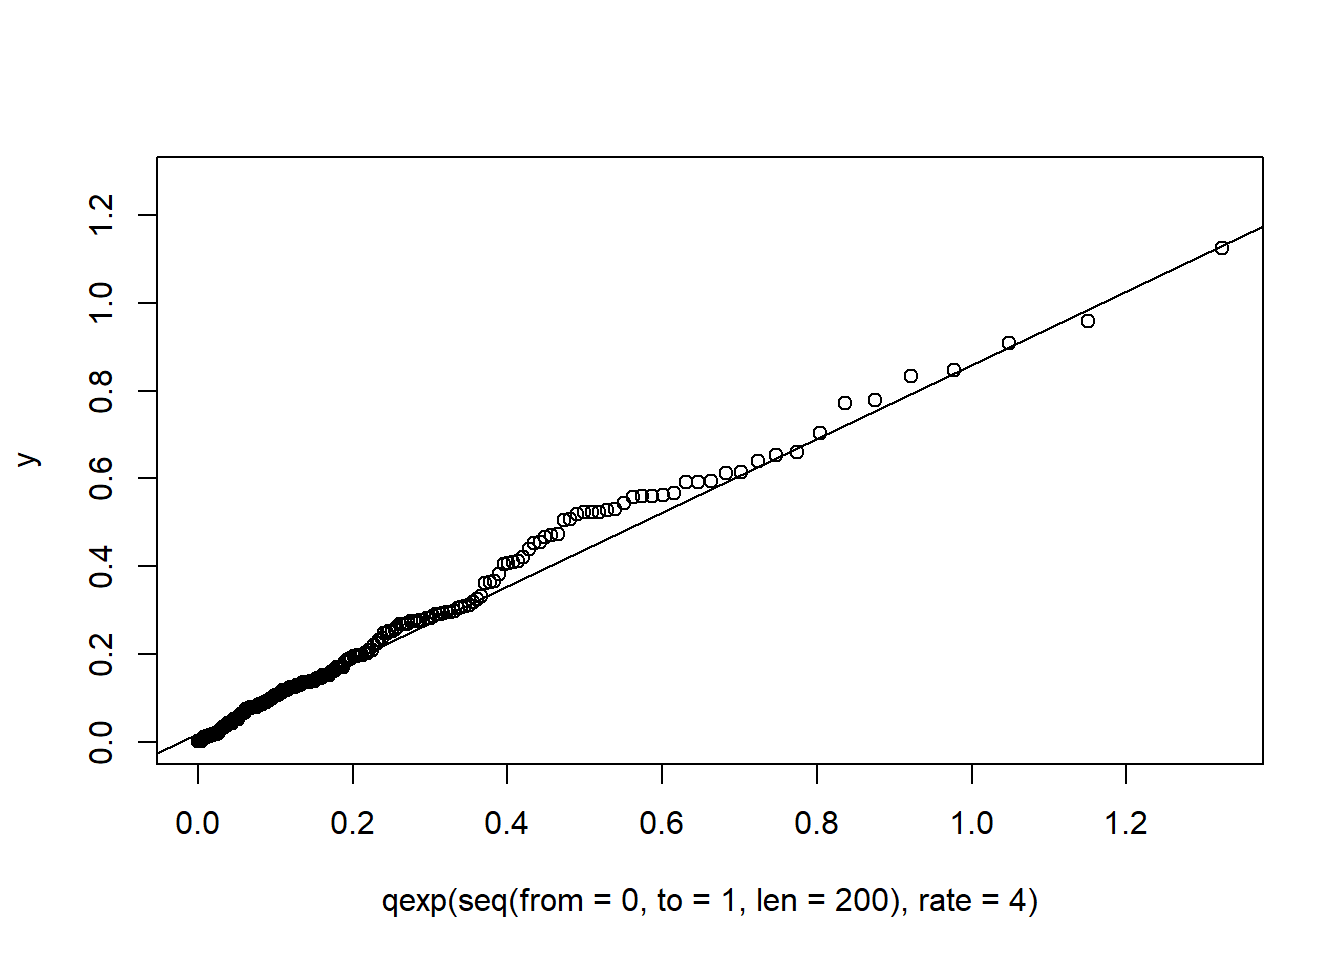 1.2
1.0
0.8
0.6
0.4
0.2
0.0
y
0.0 0.2 0.4 0.6 0.8 1.0 1.2
qexp(seq(from = 0, to = 1, len = 200), rate = 4)